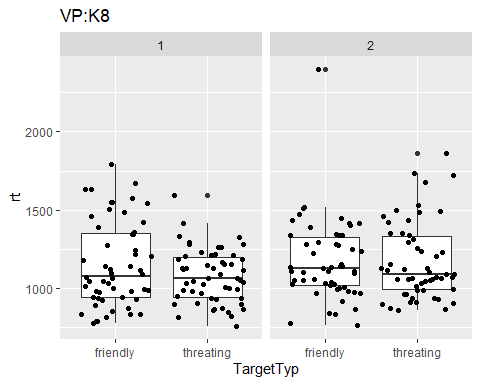 VP:K8
1 2
rt
2000
1500
1000
friendly threating friendly threating
TargetTyp